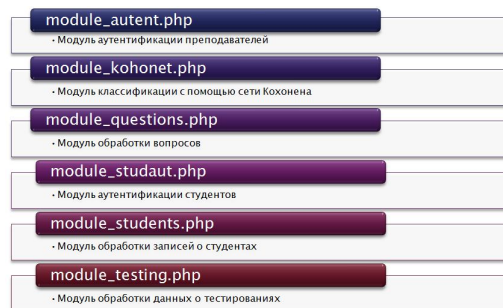 module_autent.php
• Модуль аутентификации преподавателей
module_kohonet.php
• Модуль классификации с помощью сети Кохонена
module_questions.php
• Модуль обработки вопросов
module_studaut.php
• Модуль аутентификации студентов
module_students.php
• Модуль обработки записей о студентах
module_testing.php
• Модуль обработки данных о тестированиях